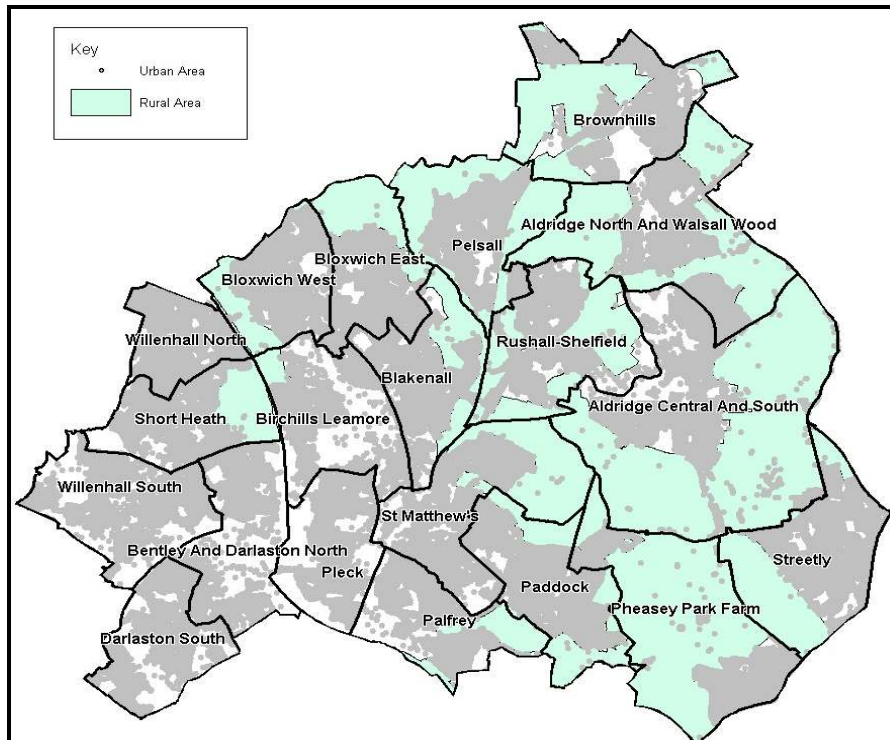 Key
Urban Area
Rural Area
Brownhills
Aldridge North And Walsall Wood
Pelsall
Bloxwich East
Bloxwich West
Willenhall North
Rushall-Shelfield
Blakenall
Short Heath
Birchills Leamore
Aldridge Central And South
Willenhall South
St Matthew's
Bentley And Darlaston North
Pleck
Streetly
Paddock
Pheasey Park Farm
Palfrey
Darlaston South